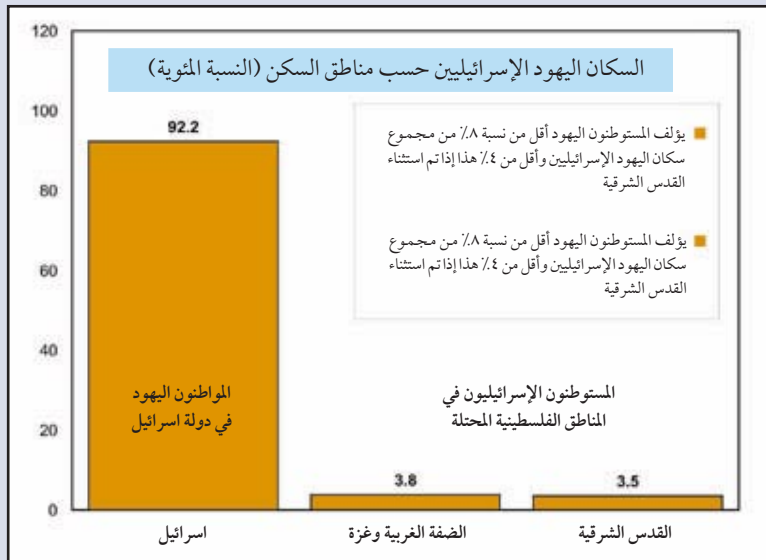 السكان اليهود الإسرائيليين حسب مناطق السكن (النسبة المئوية)
120
100
80
60
40
20
0
92.2
3.8
3.5
يؤلف المستوطنون اليهود أقل من نسبة ٨٪ من مجموع
سكان اليهود الإسرائيليين وأقل من ٤٪ هذا إذا تم استثناء
القدس الشرقية
يؤلف المستوطنون اليهود أقل من نسبة ٨٪ من مجموع
سكان اليهود الإسرائيليين وأقل من ٤٪ هذا إذا تم استثناء
القدس الشرقية
المواطنون اليهود
في دولة اسرائيل
المستوطنون الإسرائيليون في
المناطق الفلسطينية المحتلة
اسرائيل
الضفة الغربية وغزة
القدس الشرقية